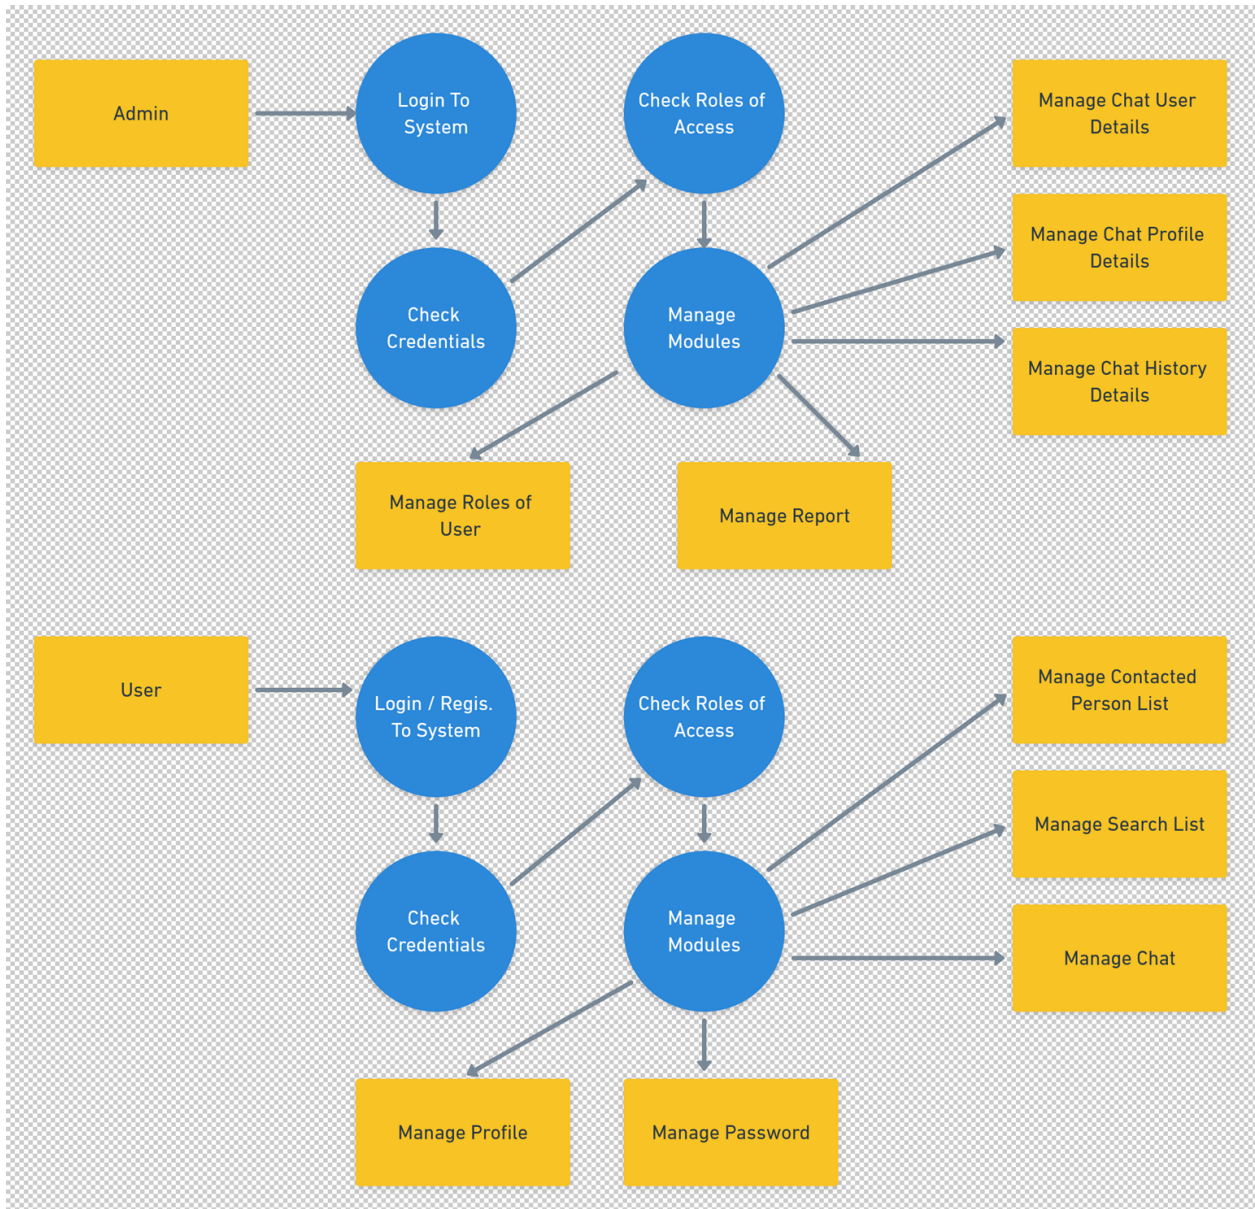 Admin
Login To
System
Check Roles of
Access
Manage Chat User
Details
Manage Chat Profile
Details
Check
Credentials
Manage
Modules
Manage Chat History
Details
Manage Roles of
User
Manage Report
User
Login / Regis.
To System
Check Roles of
Access
Manage Contacted
Person List
Manage Search List
Check
Credentials
Manage
Modules
Manage Chat
Manage Profile
Manage Password